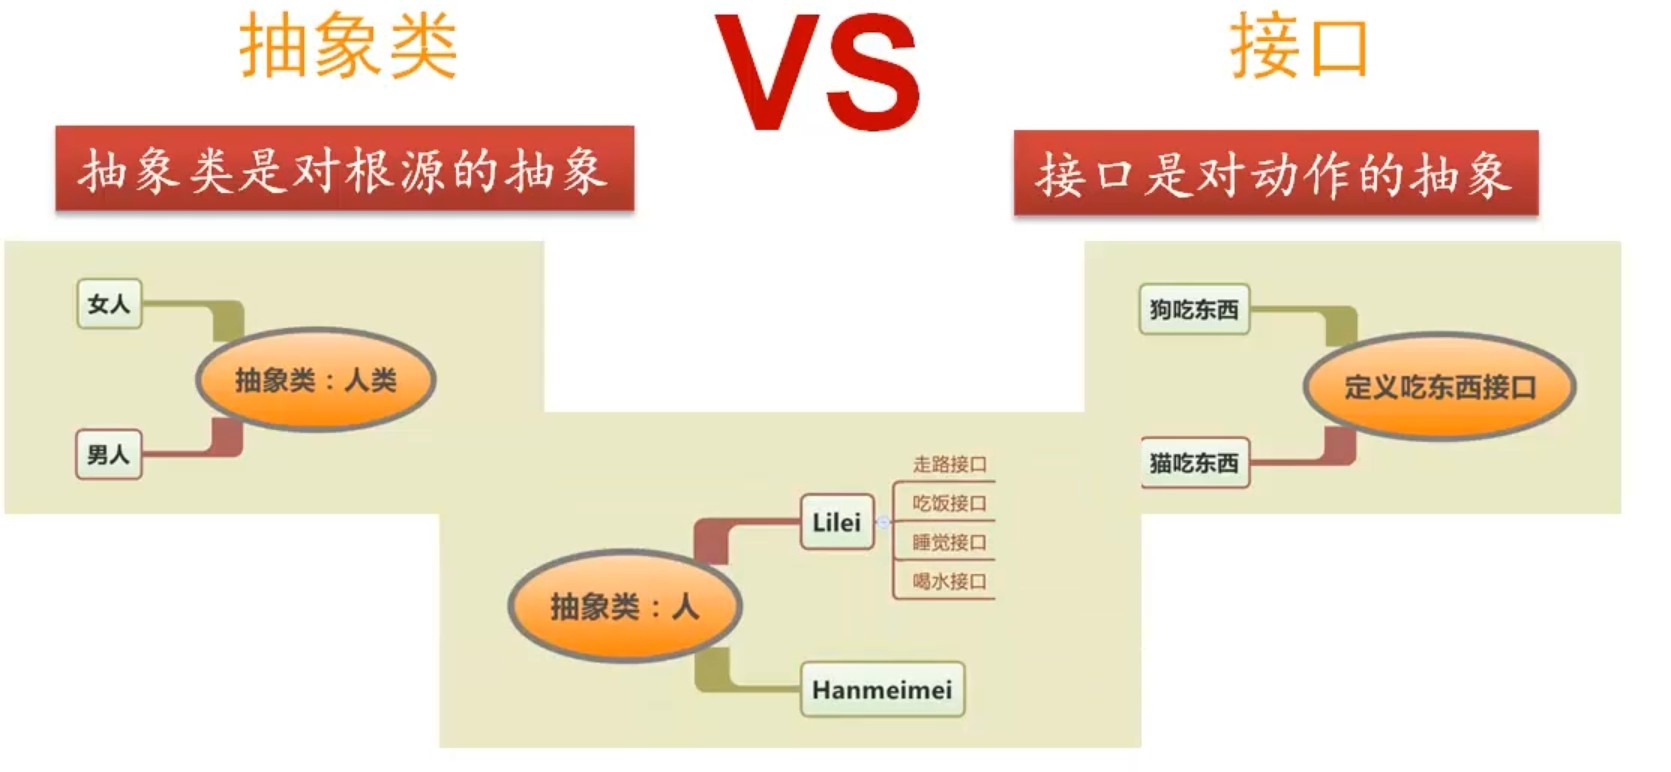 抽象类
VS
接口
抽象类是对根源的抽象
接口是对动作的抽象
女人
抽象类：人类
男人
狗吃东西
定义吃东西接口
猫吃东西
抽象类：人
Lilei
走路接口
吃饭接口
睡觉接口
喝水接口
Hanmeimei